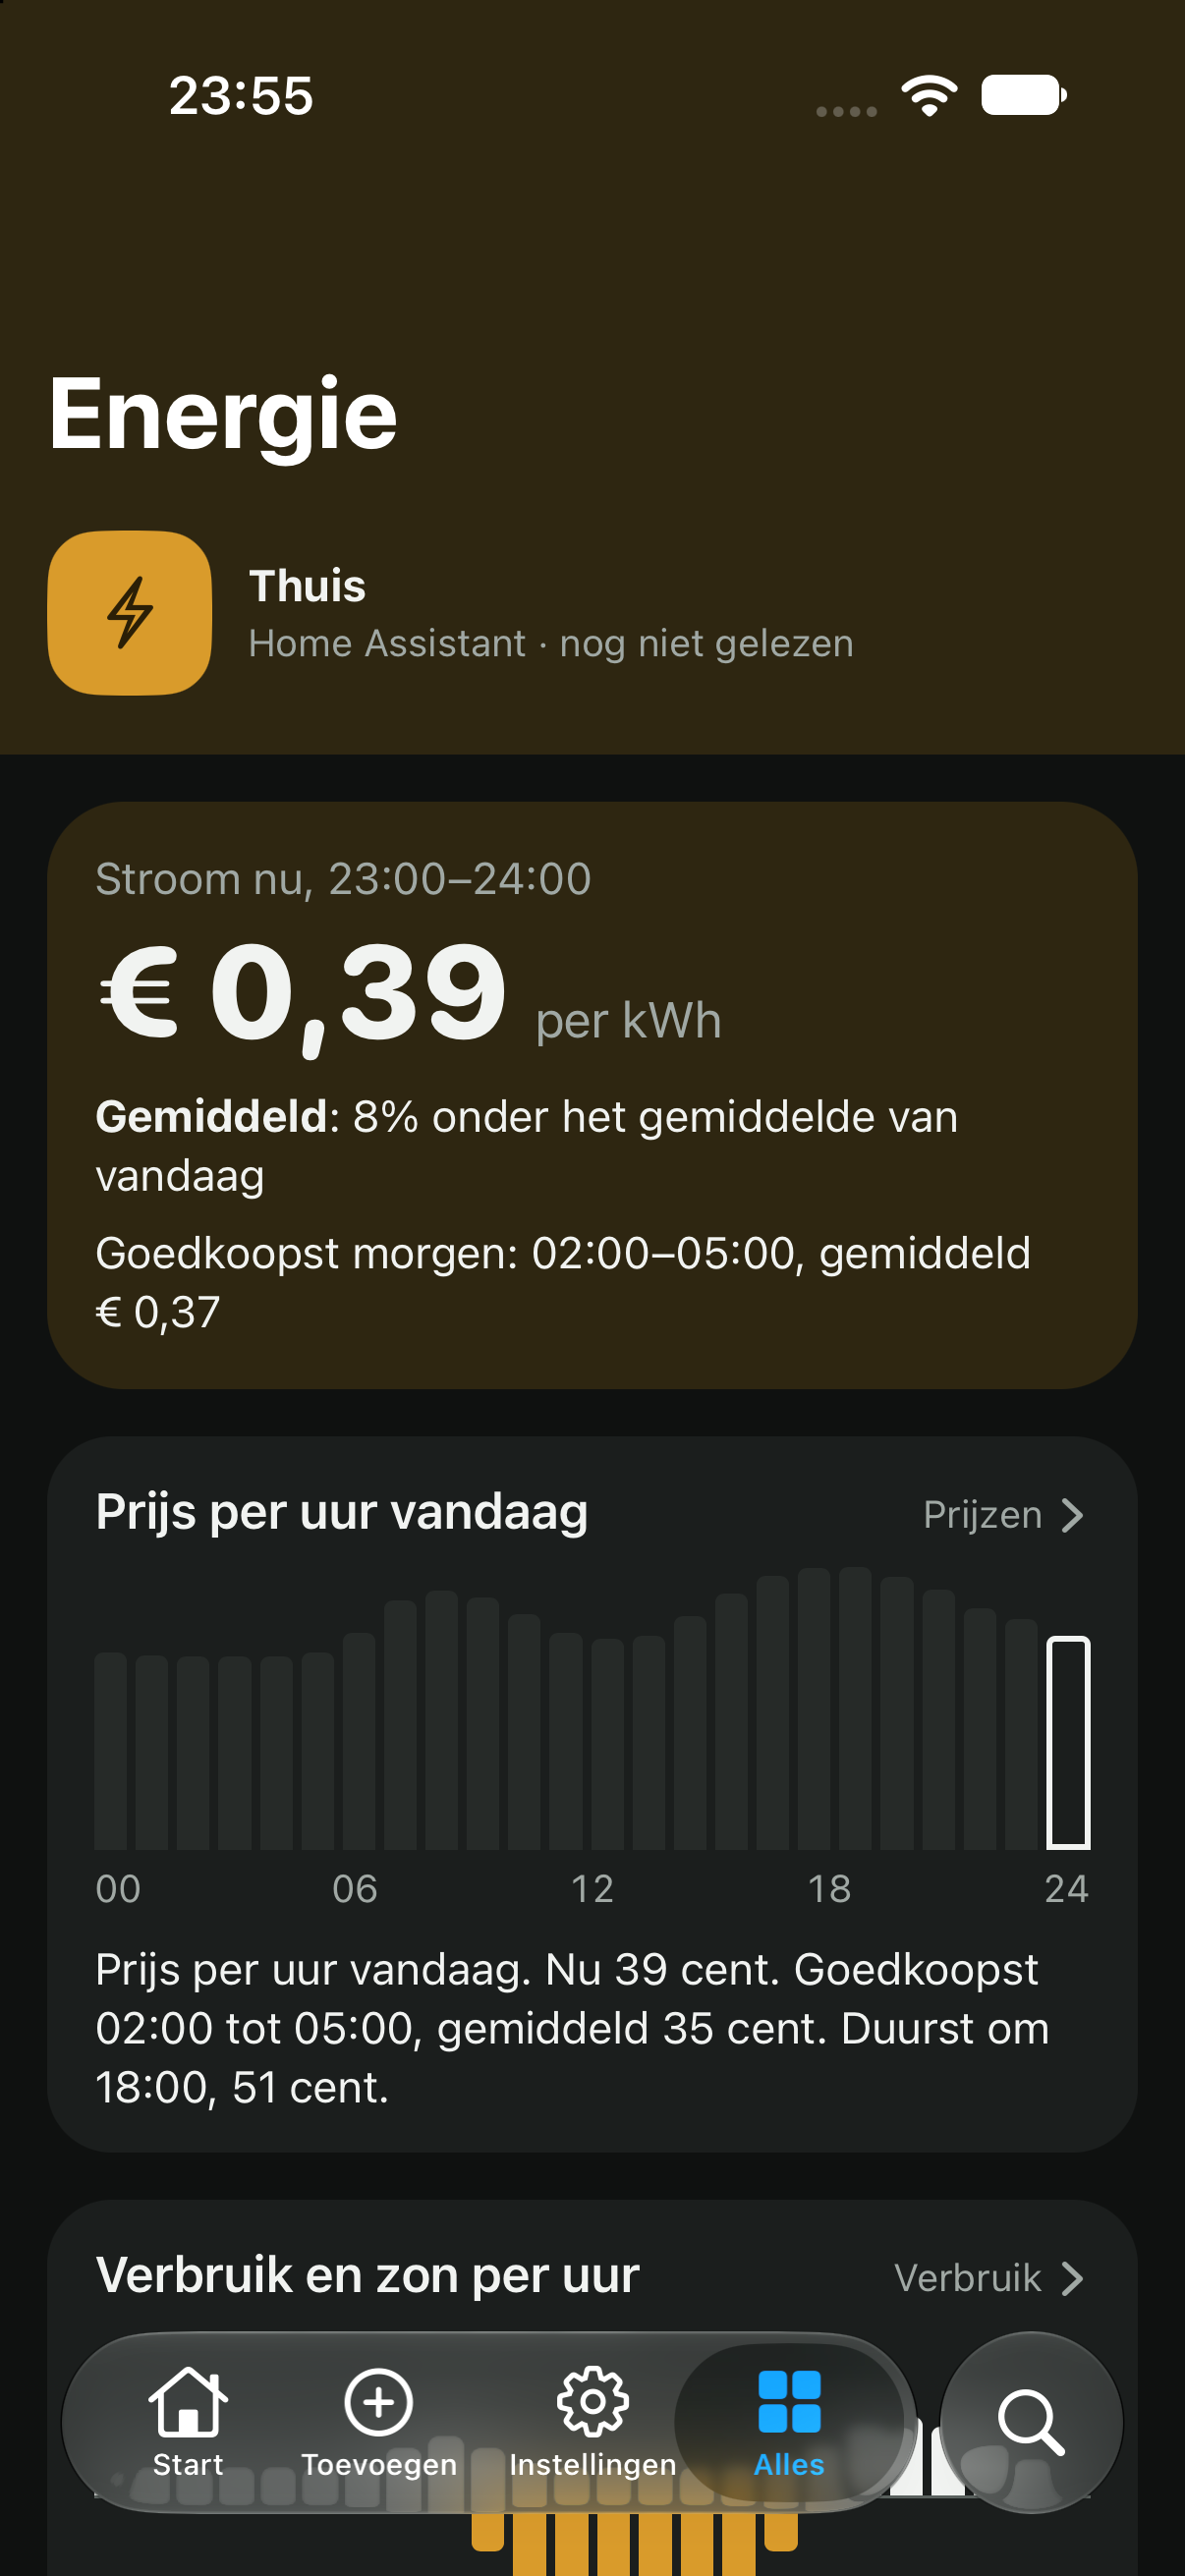 23:55
Energie
Thuis
Home Assistant · nog niet gelezen
Stroom nu, 23:00–24:00
€ 0,39 per kWh
Gemiddeld: 8% onder het gemiddelde van
vandaag
Goedkoopst morgen: 02:00–05:00, gemiddeld
€ 0,37
Prijs per uur vandaag
Prijzen
00 06 12 18 24
Prijs per uur vandaag. Nu 39 cent. Goedkoopst
02:00 tot 05:00, gemiddeld 35 cent. Duurst om
18:00, 51 cent.
Verbruik en zon per uur
Verbruik
Start Toevoegen Instellingen Alles